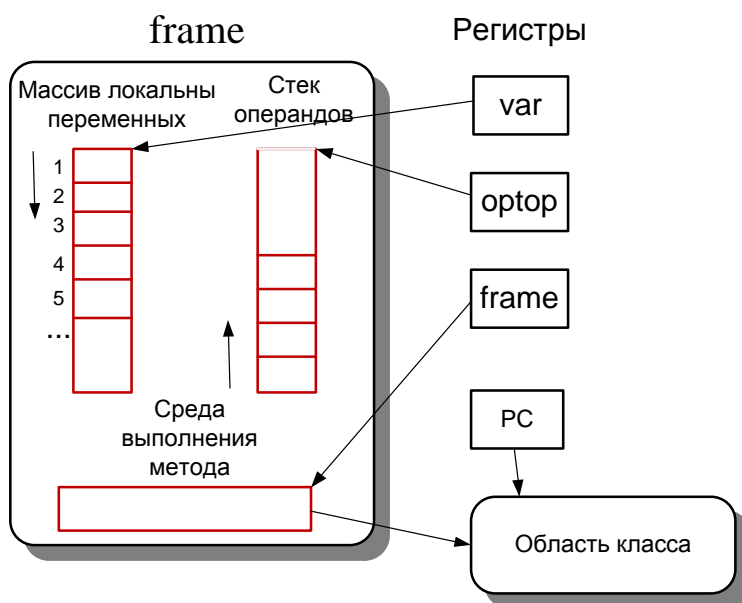 frame
Регистры
Массив локальны
переменных
Стек
операндов
1
2
3
4
5
...
Среда
выполнения
метода
var
optop
frame
PC
Область класса